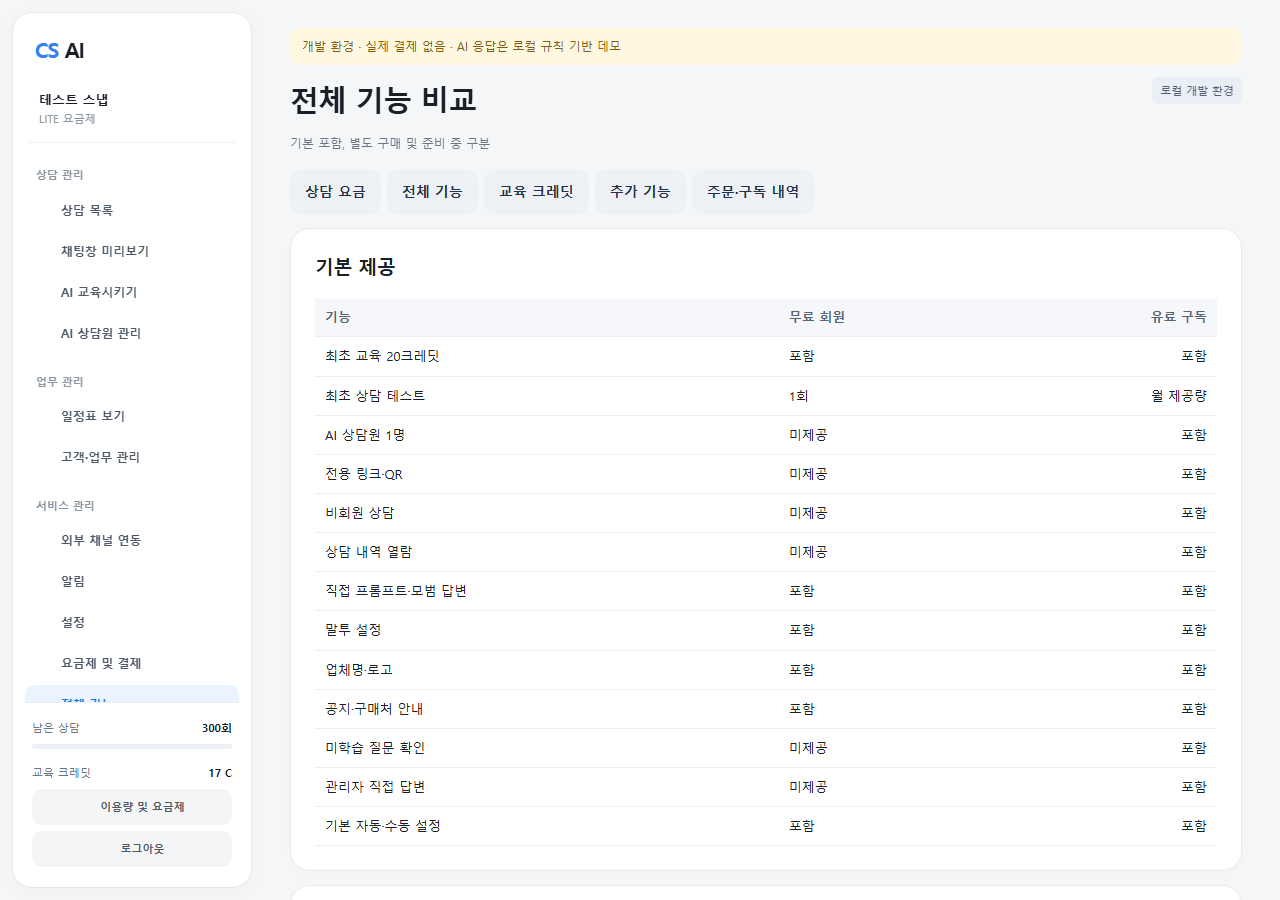 CS AI
테스트 스냅
LITE 요금제
상담 관리
상담 목록
채팅창 미리보기
AI 교육시키기
AI 상담원 관리
업무 관리
일정표 보기
고객·업무 관리
서비스 관리
외부 채널 연동
알림
설정
요금제 및 결제
남은 상담 300회
교육 크레딧 17 C
이용량 및 요금제
로그아웃
개발 환경 · 실제 결제 없음 · AI 응답은 로컬 규칙 기반 데모
전체 기능 비교
로컬 개발 환경
기본 포함, 별도 구매 및 준비 중 구분
상담 요금 전체 기능 교육 크레딧 추가 기능 주문·구독 내역
기본 제공
기능 무료 회원 유료 구독
최초 교육 20크레딧 포함 포함
최초 상담 테스트 1회 월 제공량
AI 상담원 1명 미제공 포함
전용 링크·QR 미제공 포함
비회원 상담 미제공 포함
상담 내역 열람 미제공 포함
직접 프롬프트·모범 답변 포함 포함
말투 설정 포함 포함
업체명·로고 포함 포함
공지·구매처 안내 포함 포함
미학습 질문 확인 미제공 포함
관리자 직접 답변 미제공 포함
기본 자동·수동 설정 포함 포함